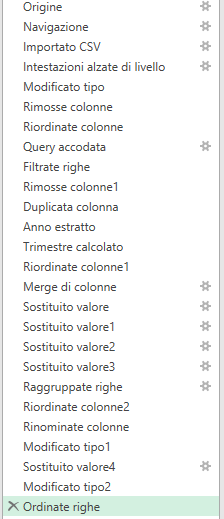 Origine
Navigazione
Importato CSV
Intestazioni alzate di livello
Modificato tipo
Rimosse colonne
Riordinate colonne
Query accodata
Filtrate righe
Rimosse colonne1
Duplicata colonna
Anno estratto
Trimestre calcolato
Riordinate colonne1
Merge di colonne
Sostituito valore
Sostituito valore1
Sostituito valore2
Sostituito valore3
Raggruppate righe
Riordinate colonne2
Rinominate colonne
Modificato tipo1
Sostituito valore4
Modificato tipo2
Ordinate righe